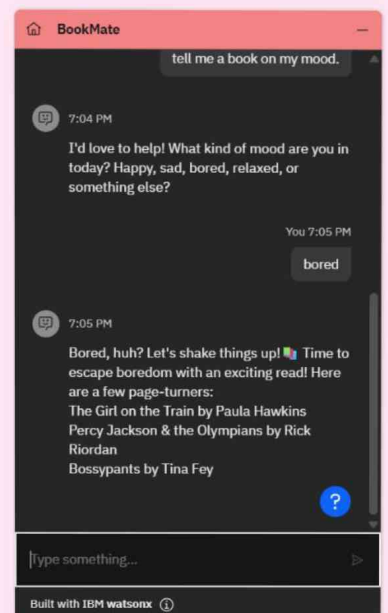 BookMate
tell me a book on my mood.
7:04 PM
I'd love to help! What kind of mood are you in
today? Happy, sad, bored, relaxed, or
something else?
You 7:05 PM
bored
7:05 PM
Bored, huh? Let's shake things up! 📚 Time to
escape boredom with an exciting read! Here
are a few page-turners:
The Girl on the Train by Paula Hawkins
Percy Jackson & the Olympians by Rick
Riordan
Bossypants by Tina Fey
?
Type something...
Built with IBM watsonx